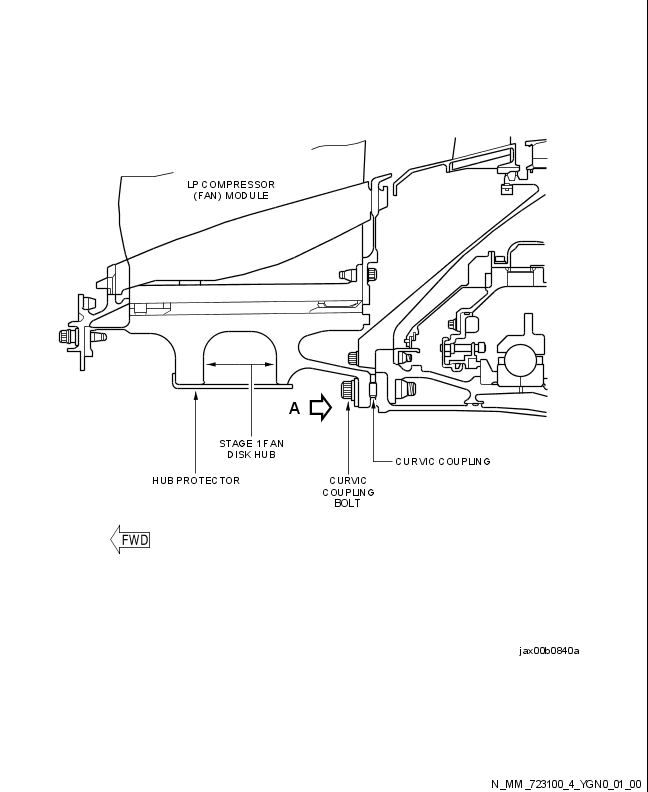 LP COMPRESSOR
(FAN) MODULE
A
STAGE 1 FAN
DISK HUB
CURVIC COUPLING
HUB PROTECTOR
CURVIC
COUPLING
BOLT
FWD
jax00b0840a
N_MM_723100_4_YGN0_01_00